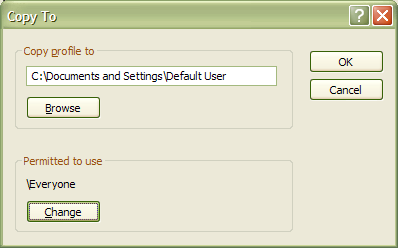 Copy To
Copy profile to
C:\Documents and Settings\Default User
Browse
OK
Cancel
Permitted to use
\Everyone
Change